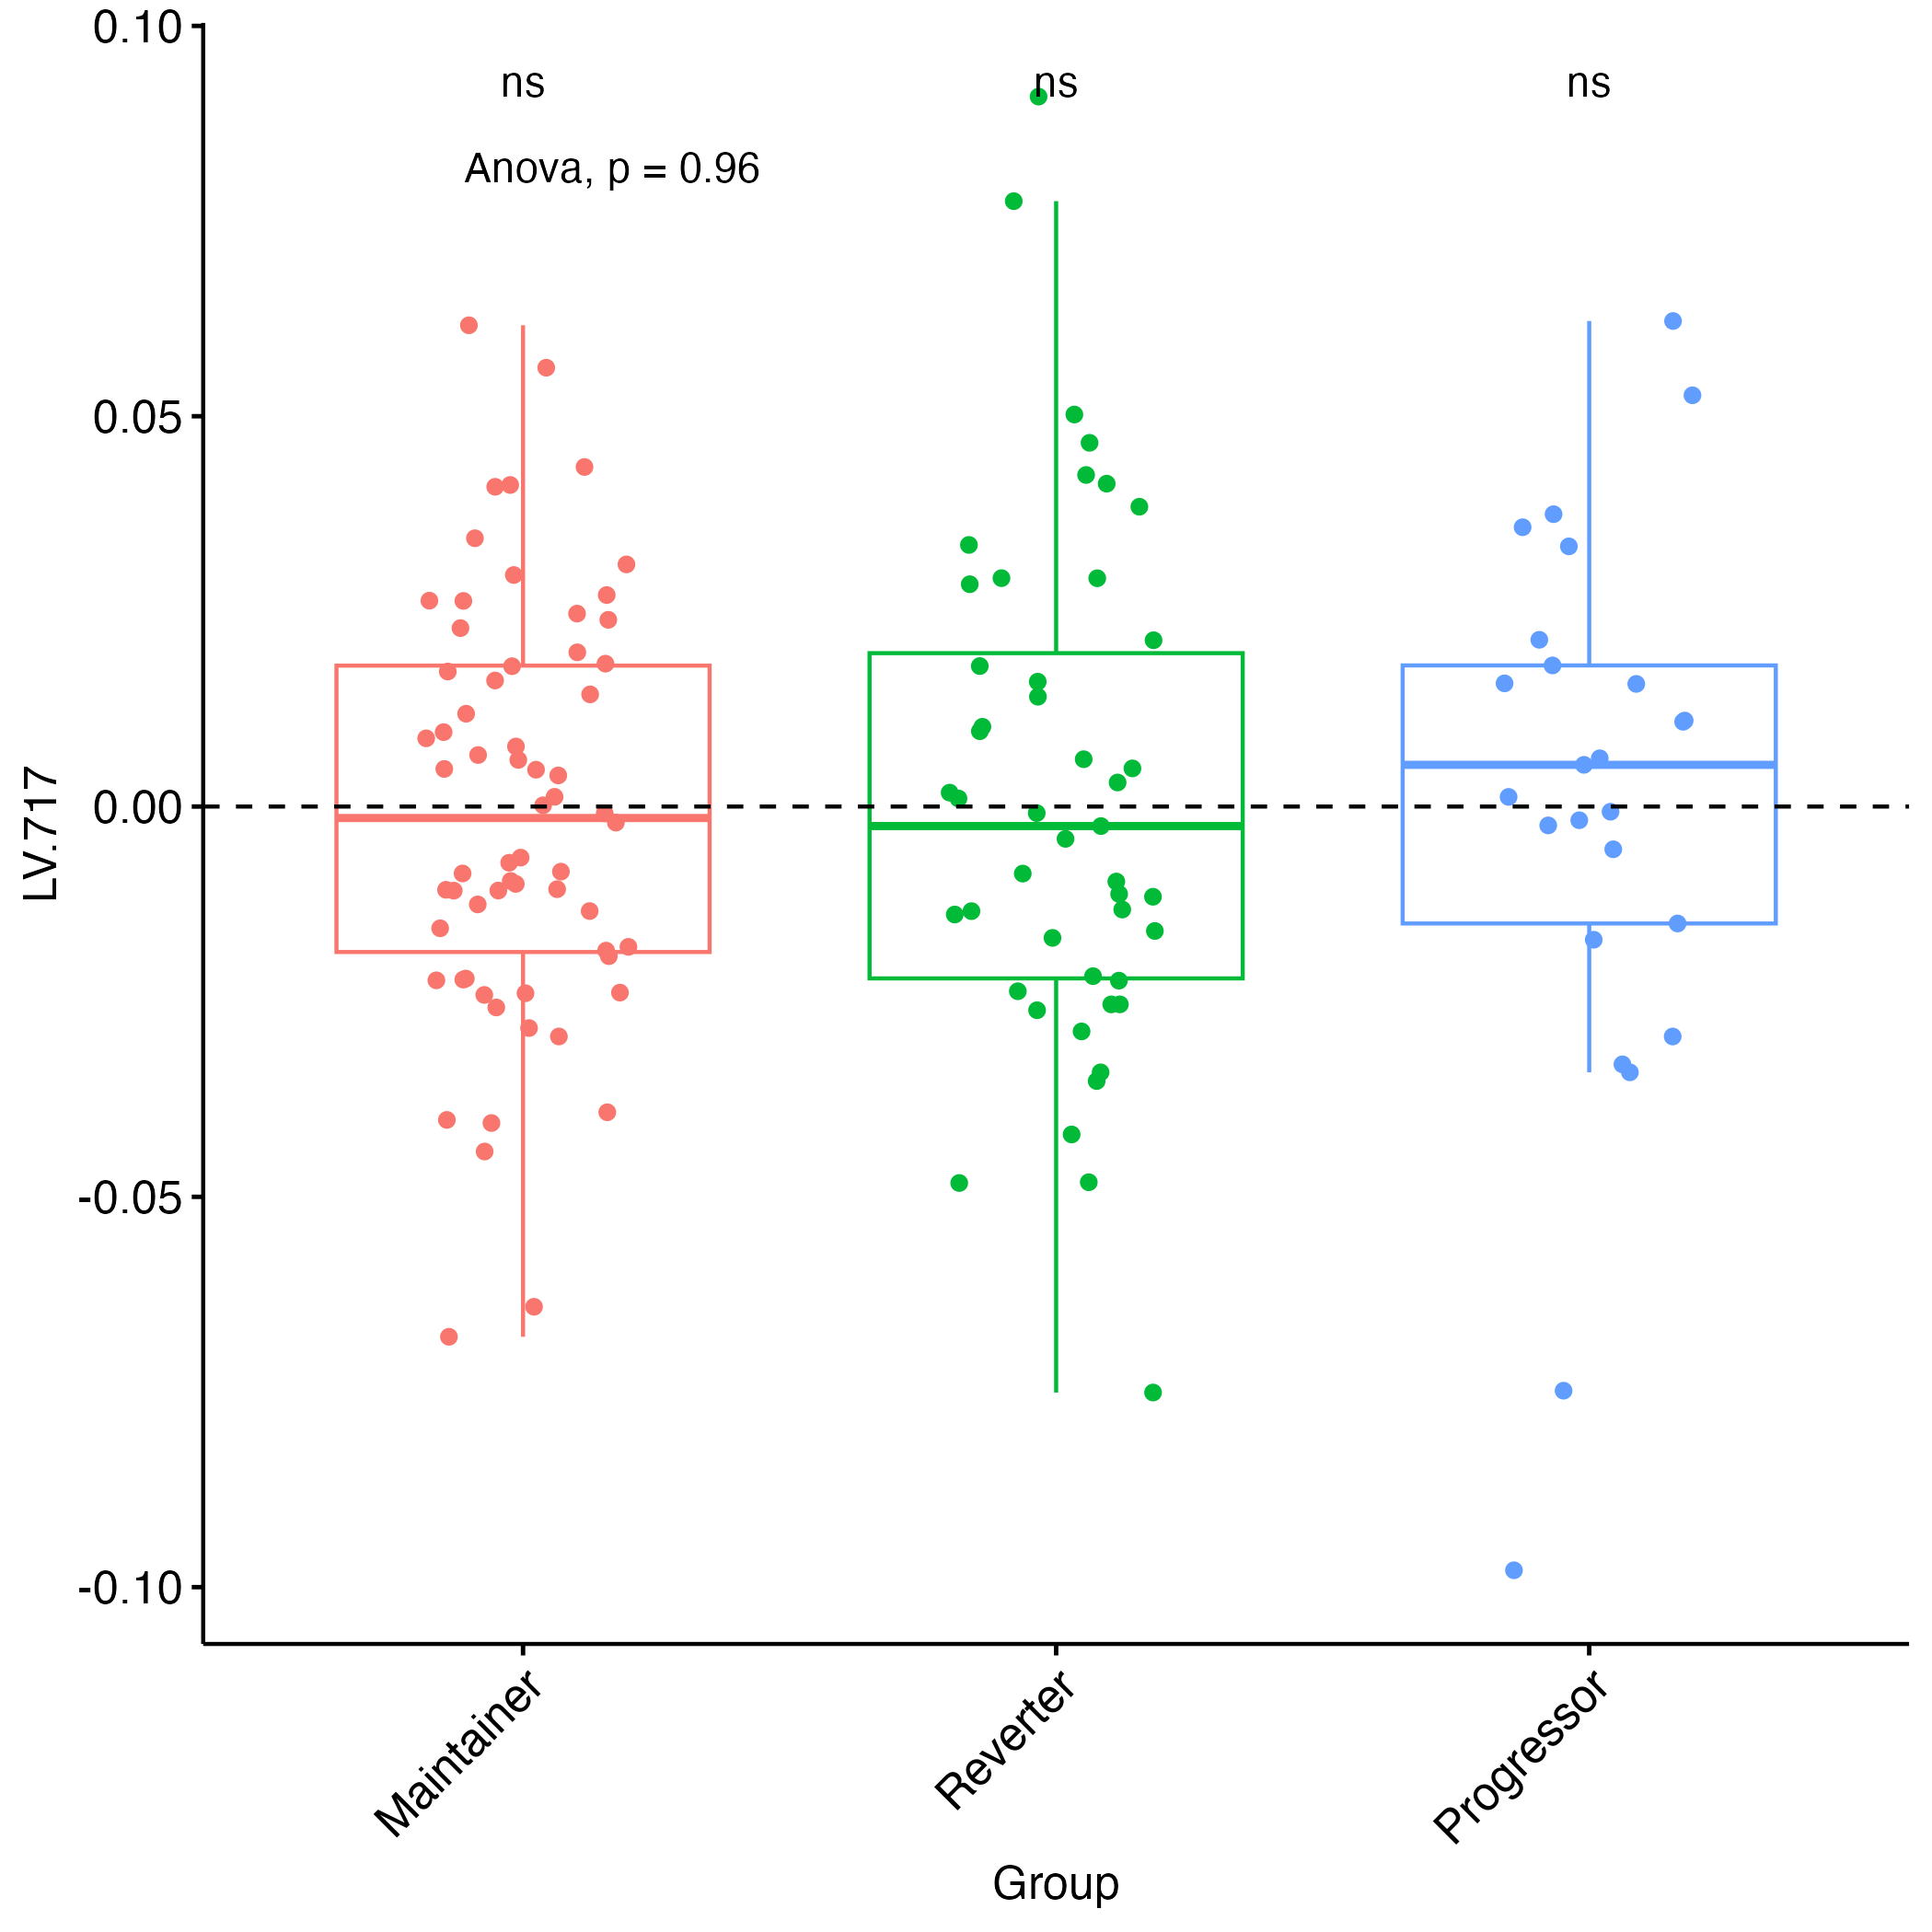 0.10
0.05
0.00
-0.05
-0.10
LV.717
ns
ns
ns
Anova, p = 0.96
Maintainer
Reverter
Progressor
Group